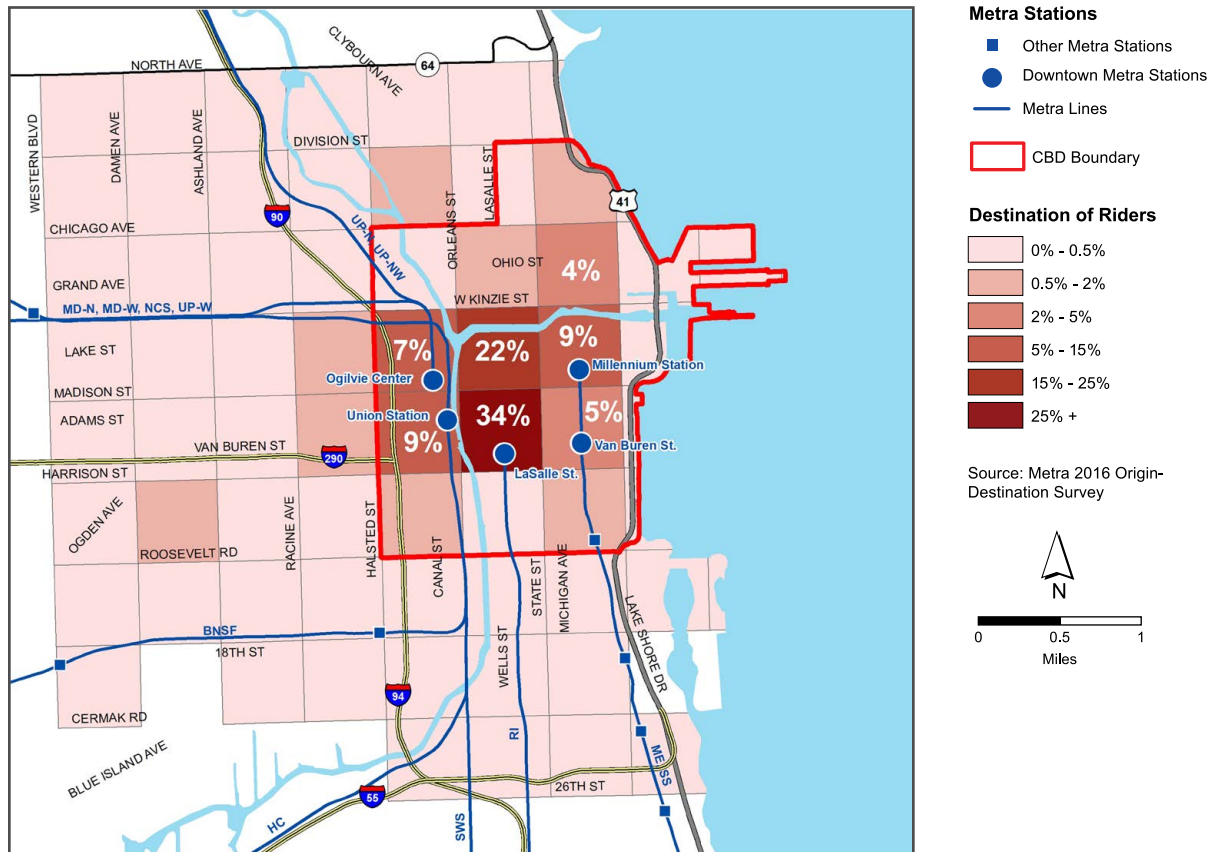 NORTH AVE
64
CLYBOURN AVE
WESTERN BLVD
DAMEN AVE
ASHLAND AVE
DIVISION ST
ORLEANS ST
LASALLE ST
41
90
CHICAGO AVE
UP-N, UP-NW
OHIO ST
4%
GRAND AVE
W KINZIE ST
MD-N, MD-W, NCS, UP-W
LAKE ST
7%
22%
9%
Millennium Station
Ogilvie Center
MADISON ST
ADAMS ST
Union Station
34%
5%
VAN BUREN ST
9%
Van Buren St.
290
HARRISON ST
LaSalle St.
OGDEN AVE
RACINE AVE
HALSTED ST
CANAL ST
STATE ST
MICHIGAN AVE
ROOSEVELT RD
LAKE SHORE DR
BNSF
18TH ST
WELLS ST
94
CERMAK RD
RI
ME, SS
BLUE ISLAND AVE
26TH ST
55
HC
SWS
Metra Stations
Other Metra Stations
Downtown Metra Stations
Metra Lines
CBD Boundary
Destination of Riders
0% - 0.5%
0.5% - 2%
2% - 5%
5% - 15%
15% - 25%
25% +
Source: Metra 2016 Origin-
Destination Survey
N
0 0.5 1
Miles